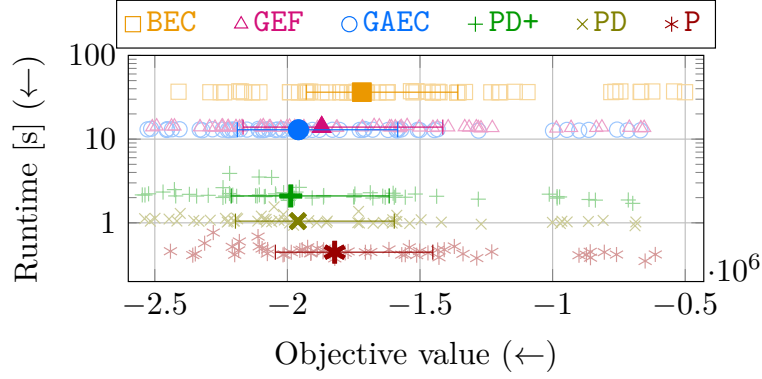 BEC GEF GAEC PD+ PD P
100
10
1
Runtime [s] (←)
−2.5 −2 −1.5 −1 −0.5
·10⁶
Objective value (←)